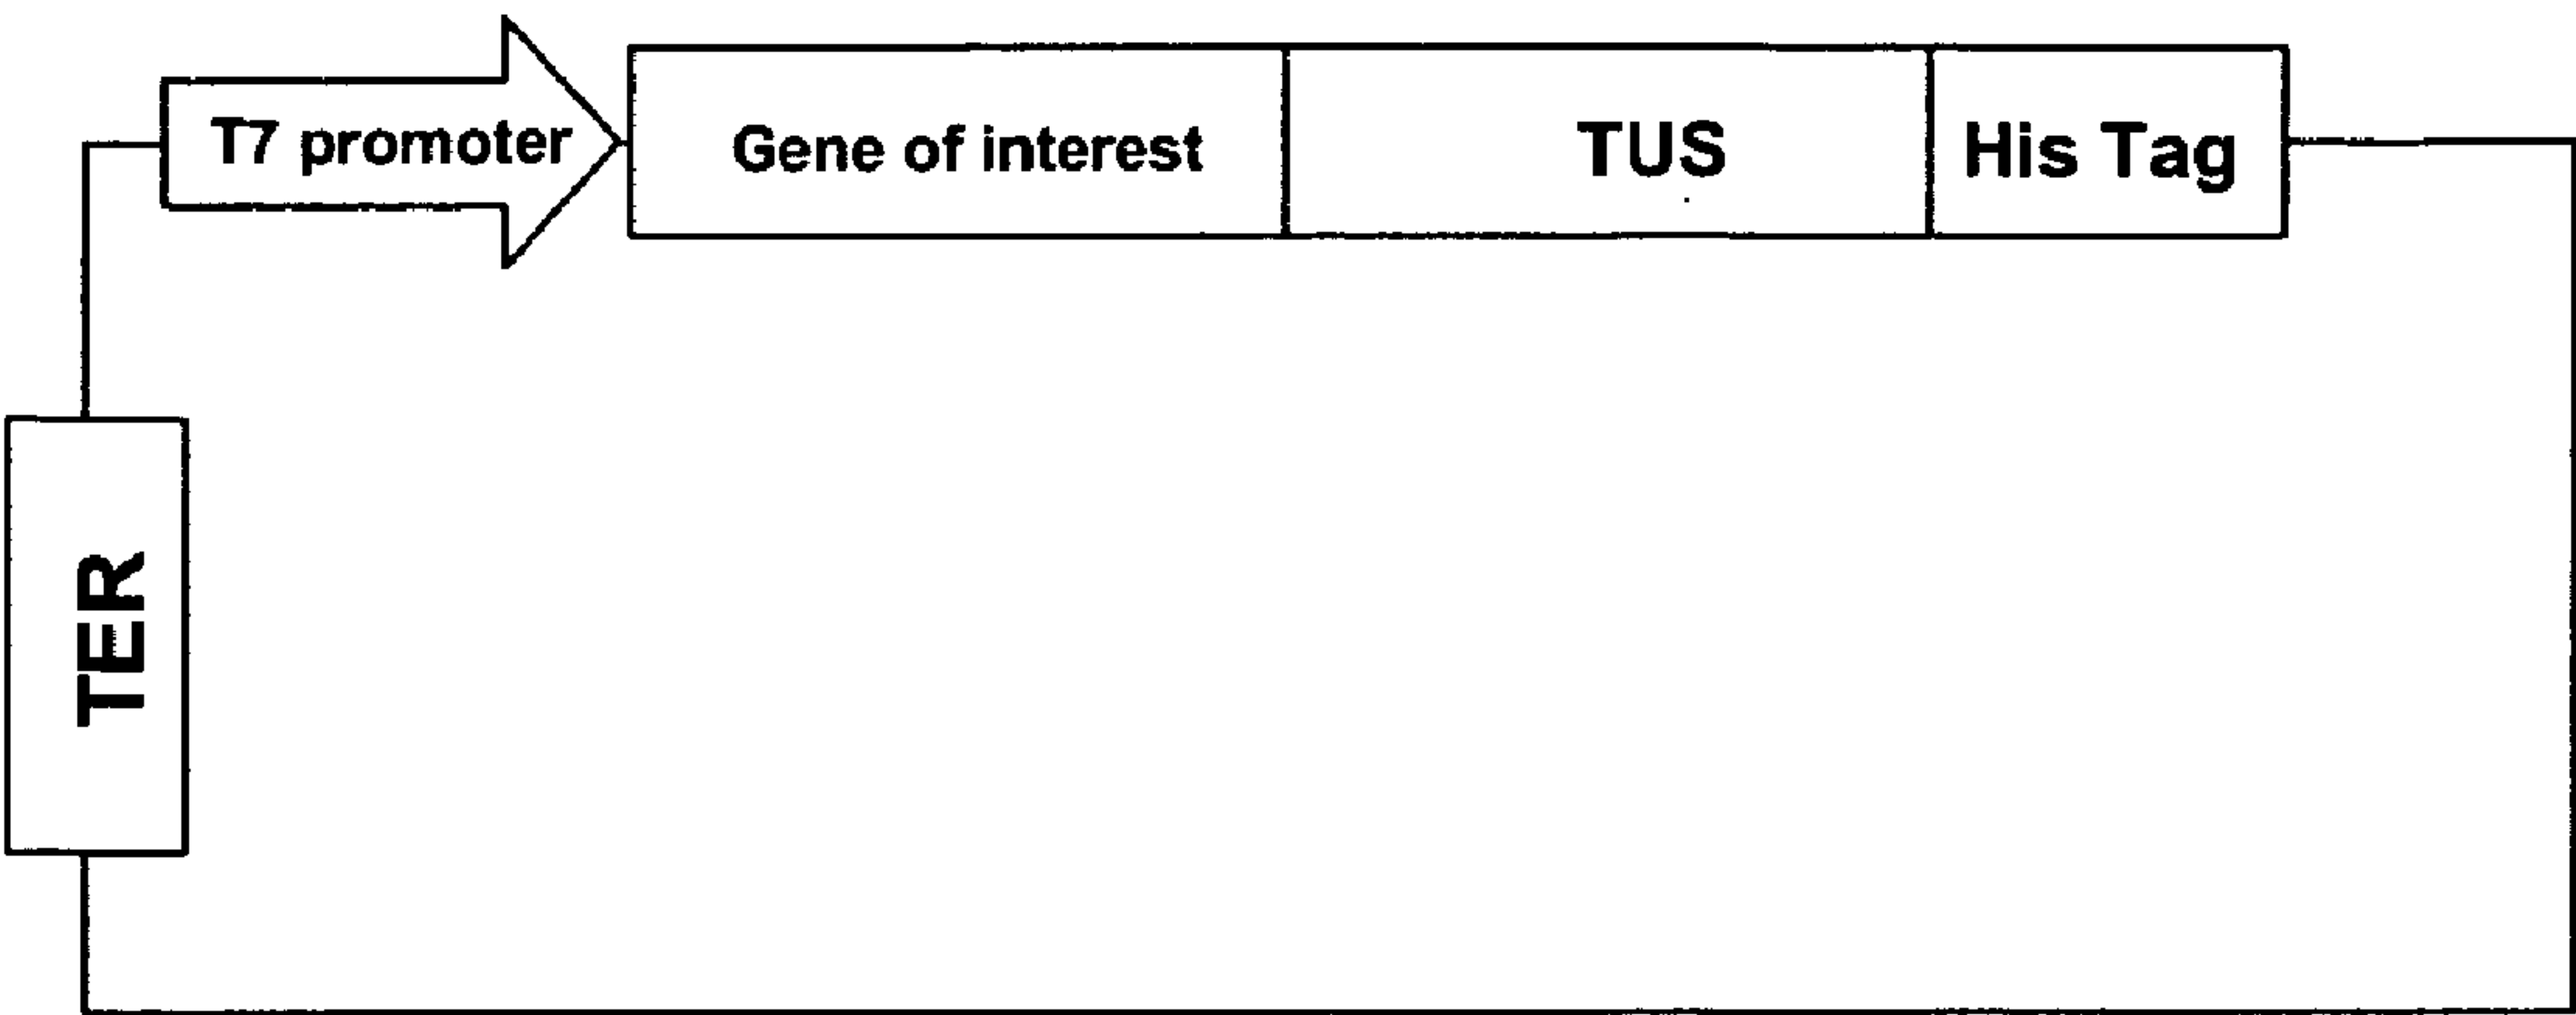 T7 promoter
Gene of interest
TUS
His Tag
TER